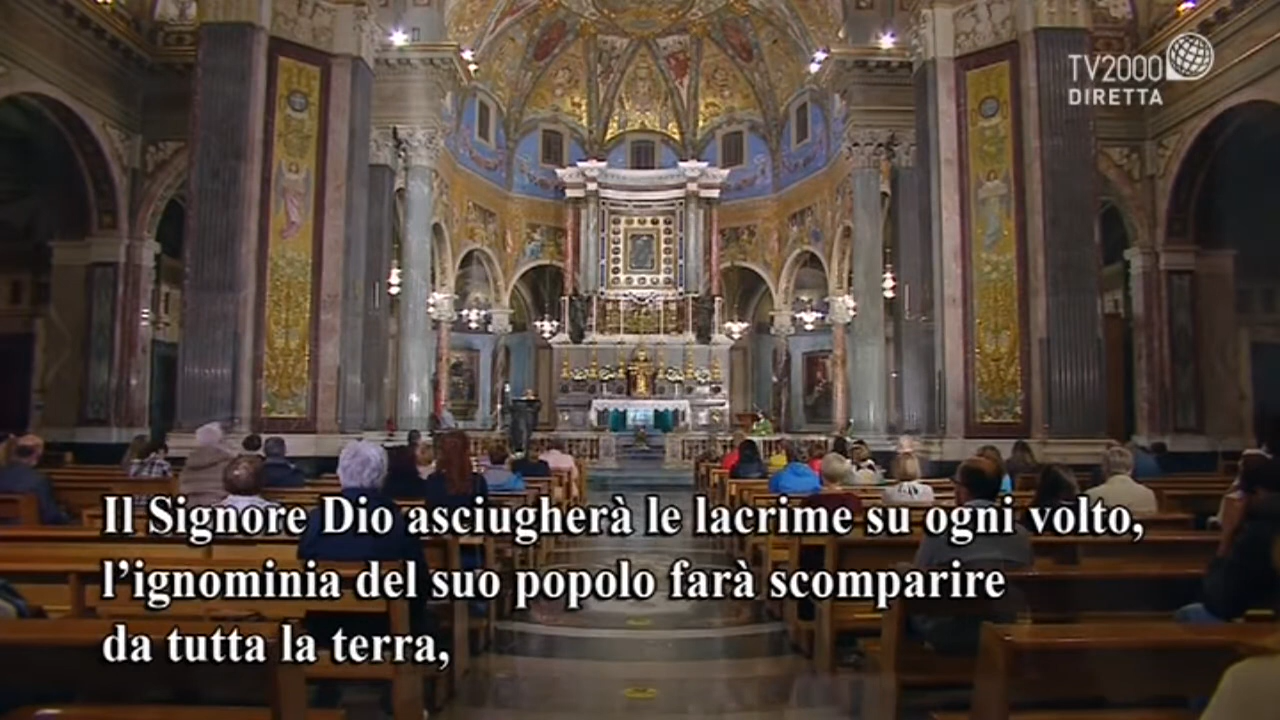 TV2000
DIRETTA
Il Signore Dio asciugherà le lacrime su ogni volto,
l’ignominia del suo popolo farà scomparire
da tutta la terra,